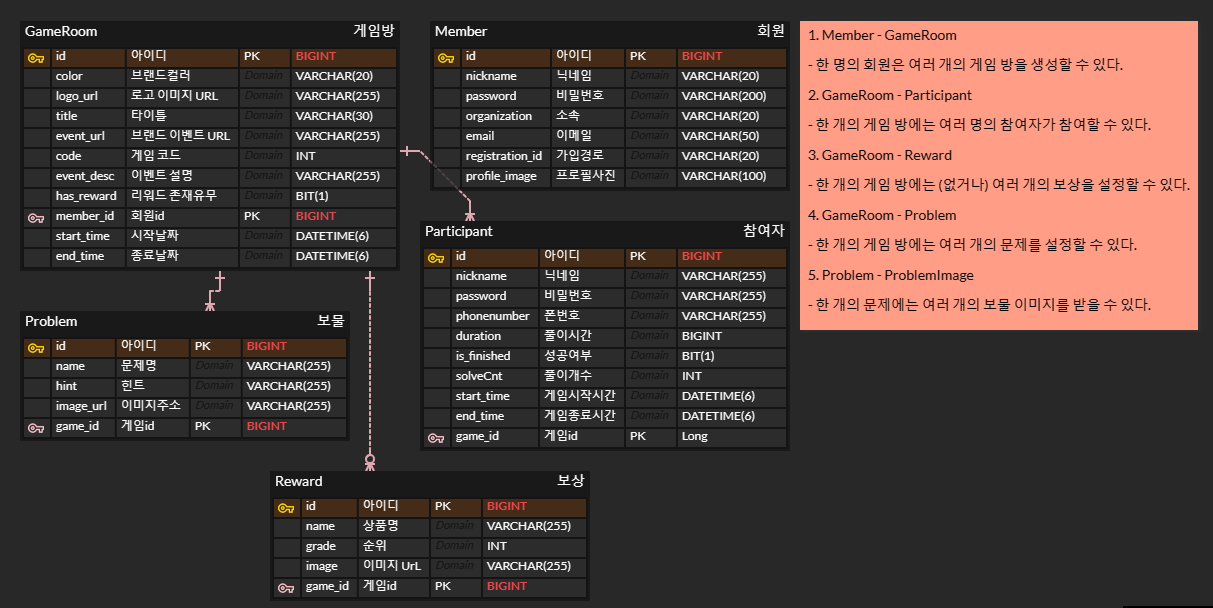 GameRoom 게임방
id 아이디 PK BIGINT
color 브랜드컬러 Domain VARCHAR(20)
logo_url 로고 이미지 URL Domain VARCHAR(255)
title 타이틀 Domain VARCHAR(30)
event_url 브랜드 이벤트 URL Domain VARCHAR(255)
code 게임 코드 Domain INT
event_desc 이벤트 설명 Domain VARCHAR(255)
has_reward 리워드 존재유무 Domain BIT(1)
member_id 회원id PK BIGINT
start_time 시작날짜 Domain DATETIME(6)
end_time 종료날짜 Domain DATETIME(6)
Member 회원
id 아이디 PK BIGINT
nickname 닉네임 Domain VARCHAR(20)
password 비밀번호 Domain VARCHAR(200)
organization 소속 Domain VARCHAR(20)
email 이메일 Domain VARCHAR(50)
registration_id 가입경로 Domain VARCHAR(20)
profile_image 프로필사진 Domain VARCHAR(100)
Participant 참여자
id 아이디 PK BIGINT
nickname 닉네임 Domain VARCHAR(255)
password 비밀번호 Domain VARCHAR(255)
phonenumber 폰번호 Domain VARCHAR(255)
duration 풀이시간 Domain BIGINT
is_finished 성공여부 Domain BIT(1)
solveCnt 풀이개수 Domain INT
start_time 게임시작시간 Domain DATETIME(6)
end_time 게임종료시간 Domain DATETIME(6)
game_id 게임id PK Long
Problem 보물
id 아이디 PK BIGINT
name 문제명 Domain VARCHAR(255)
hint 힌트 Domain VARCHAR(255)
image_url 이미지주소 Domain VARCHAR(255)
game_id 게임id PK BIGINT
Reward 보상
id 아이디 PK BIGINT
name 상품명 Domain VARCHAR(255)
grade 순위 Domain INT
image 이미지 UrL Domain VARCHAR(255)
game_id 게임id PK BIGINT
1. Member - GameRoom
- 한 명의 회원은 여러 개의 게임 방을 생성할 수 있다.
2. GameRoom - Participant
- 한 개의 게임 방에는 여러 명의 참여자가 참여할 수 있다.
3. GameRoom - Reward
- 한 개의 게임 방에는 (없거나) 여러 개의 보상을 설정할 수 있다.
4. GameRoom - Problem
- 한 개의 게임 방에는 여러 개의 문제를 설정할 수 있다.
5. Problem - ProblemImage
- 한 개의 문제에는 여러 개의 보물 이미지를 받을 수 있다.